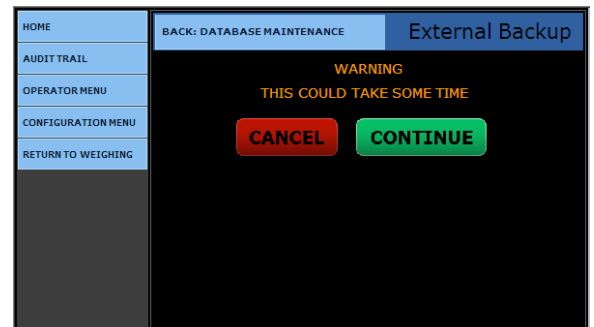 HOME
AUDIT TRAIL
OPERATOR MENU
CONFIGURATION MENU
RETURN TO WEIGHING
BACK: DATABASE MAINTENANCE
External Backup
WARNING
THIS COULD TAKE SOME TIME
CANCEL
CONTINUE